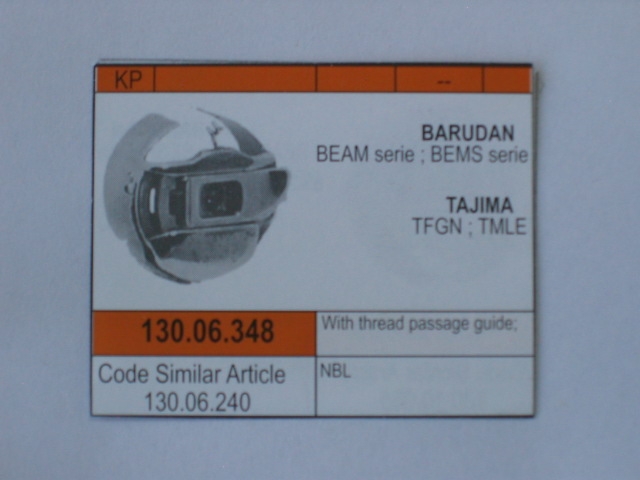 KP
--
BARUDAN
BEAM serie ; BEMS serie
TAJIMA
TFGN ; TMLE
130.06.348
With thread passage guide;
Code Similar Article
130.06.240
NBL